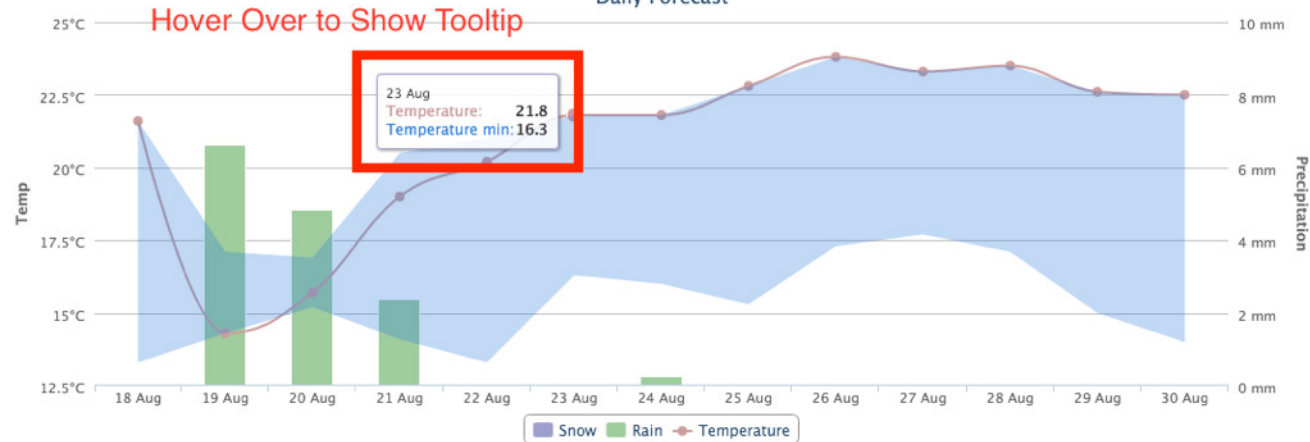 Daily Forecast
Hover Over to Show Tooltip
25°C
22.5°C
20°C
17.5°C
15°C
12.5°C
Temp
23 Aug
Temperature: 21.8
Temperature min: 16.3
10 mm
8 mm
6 mm
4 mm
2 mm
0 mm
Precipitation
18 Aug 19 Aug 20 Aug 21 Aug 22 Aug 23 Aug 24 Aug 25 Aug 26 Aug 27 Aug 28 Aug 29 Aug 30 Aug
Snow Rain Temperature